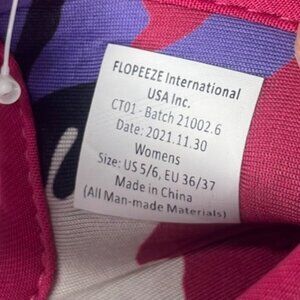 FLOPEEZE International
USA Inc.
CT01 - Batch 21002.6
Date: 2021.11.30
Womens
Size: US 5/6, EU 36/37
Made in China
(All Man-made Materials)